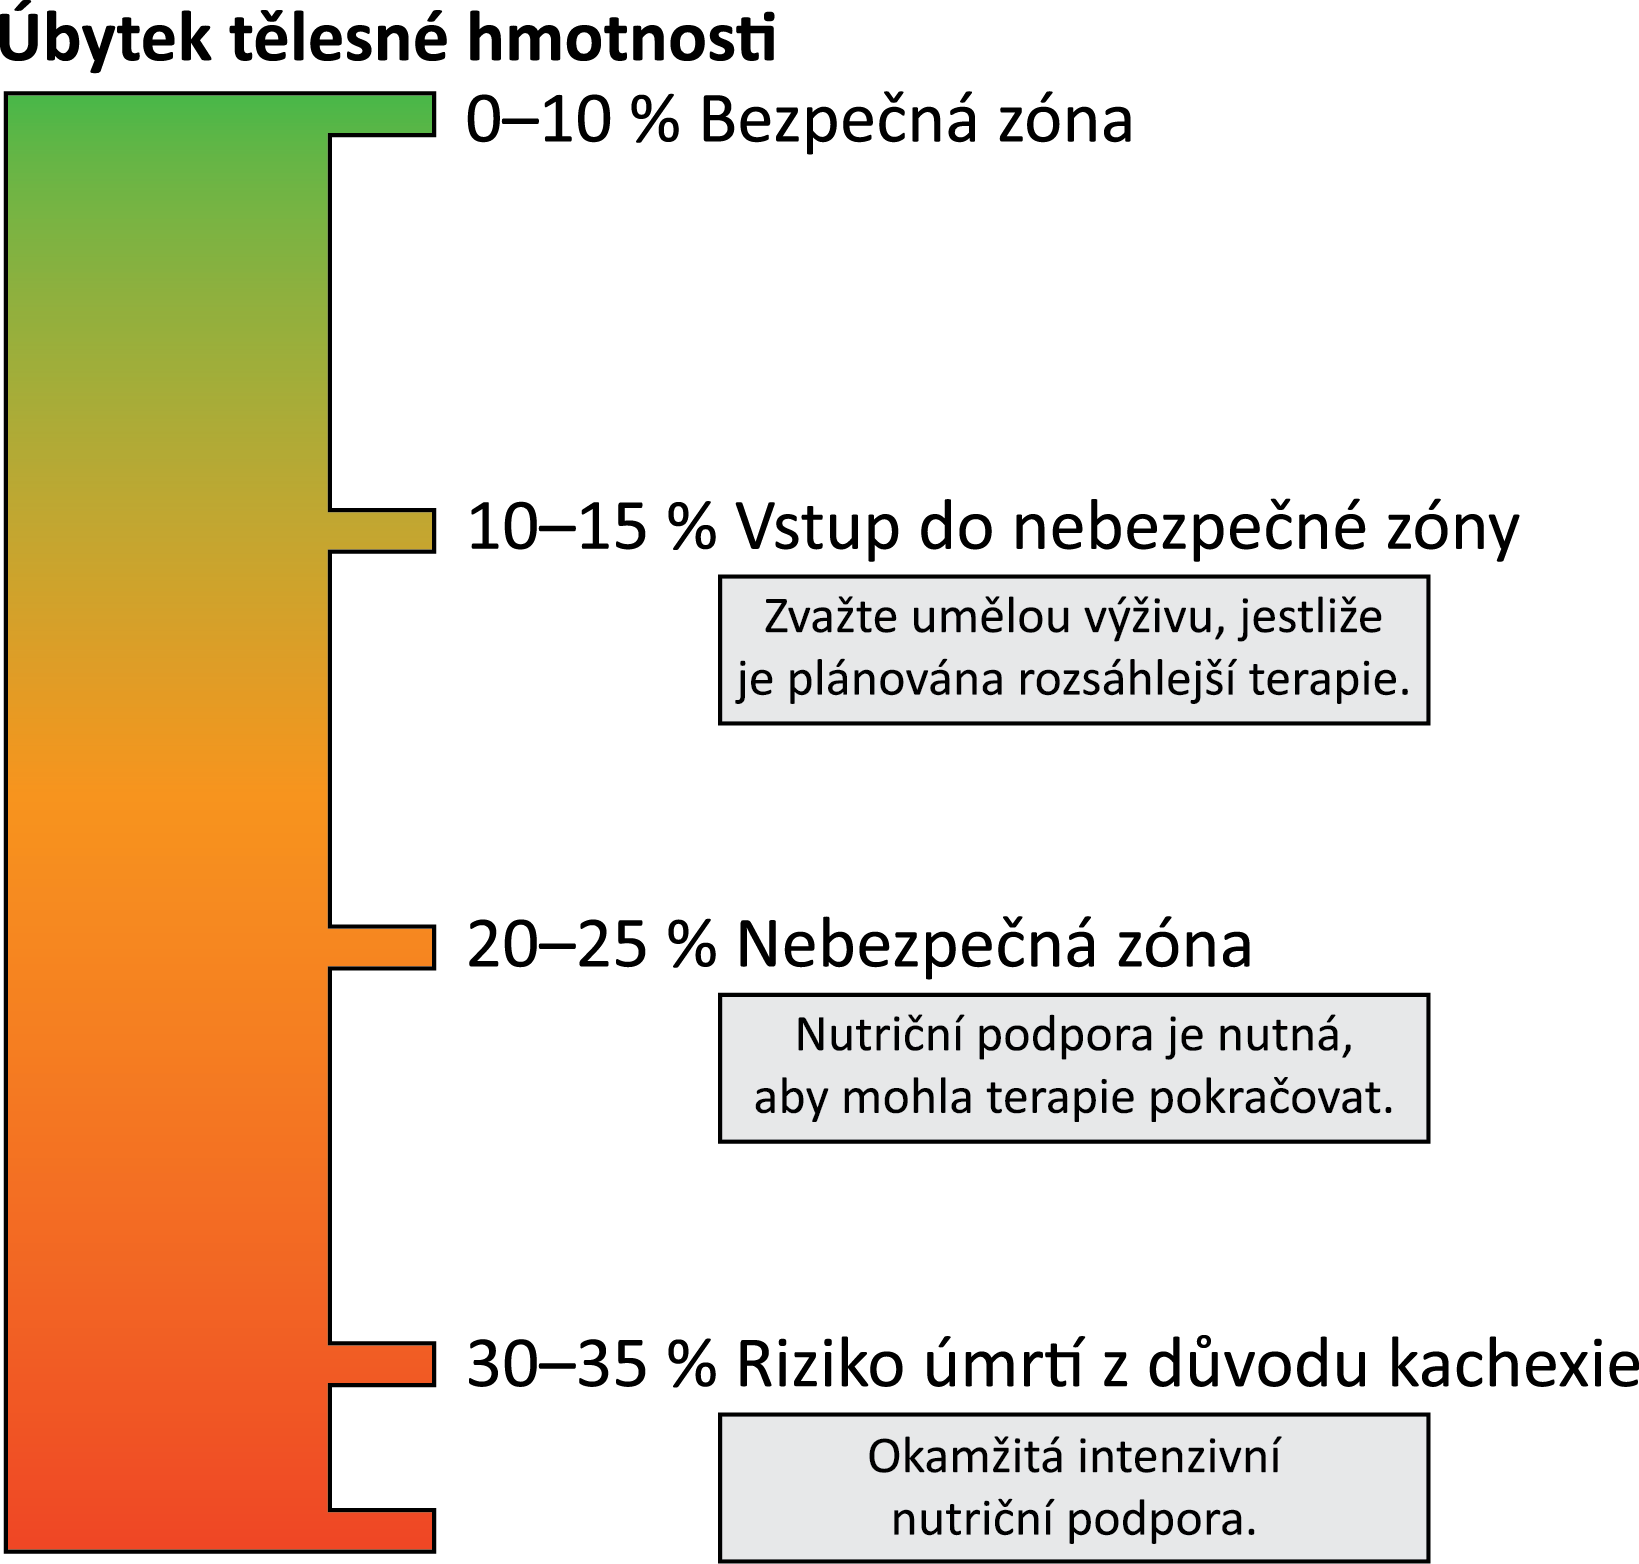 Úbytek tělesné hmotnosti
0–10 % Bezpečná zóna
10–15 % Vstup do nebezpečné zóny
Zvažte umělou výživu, jestliže
je plánována rozsáhlejší terapie.
20–25 % Nebezpečná zóna
Nutriční podpora je nutná,
aby mohla terapie pokračovat.
30–35 % Riziko úmrtí z důvodu kachexie
Okamžitá intenzivní
nutriční podpora.